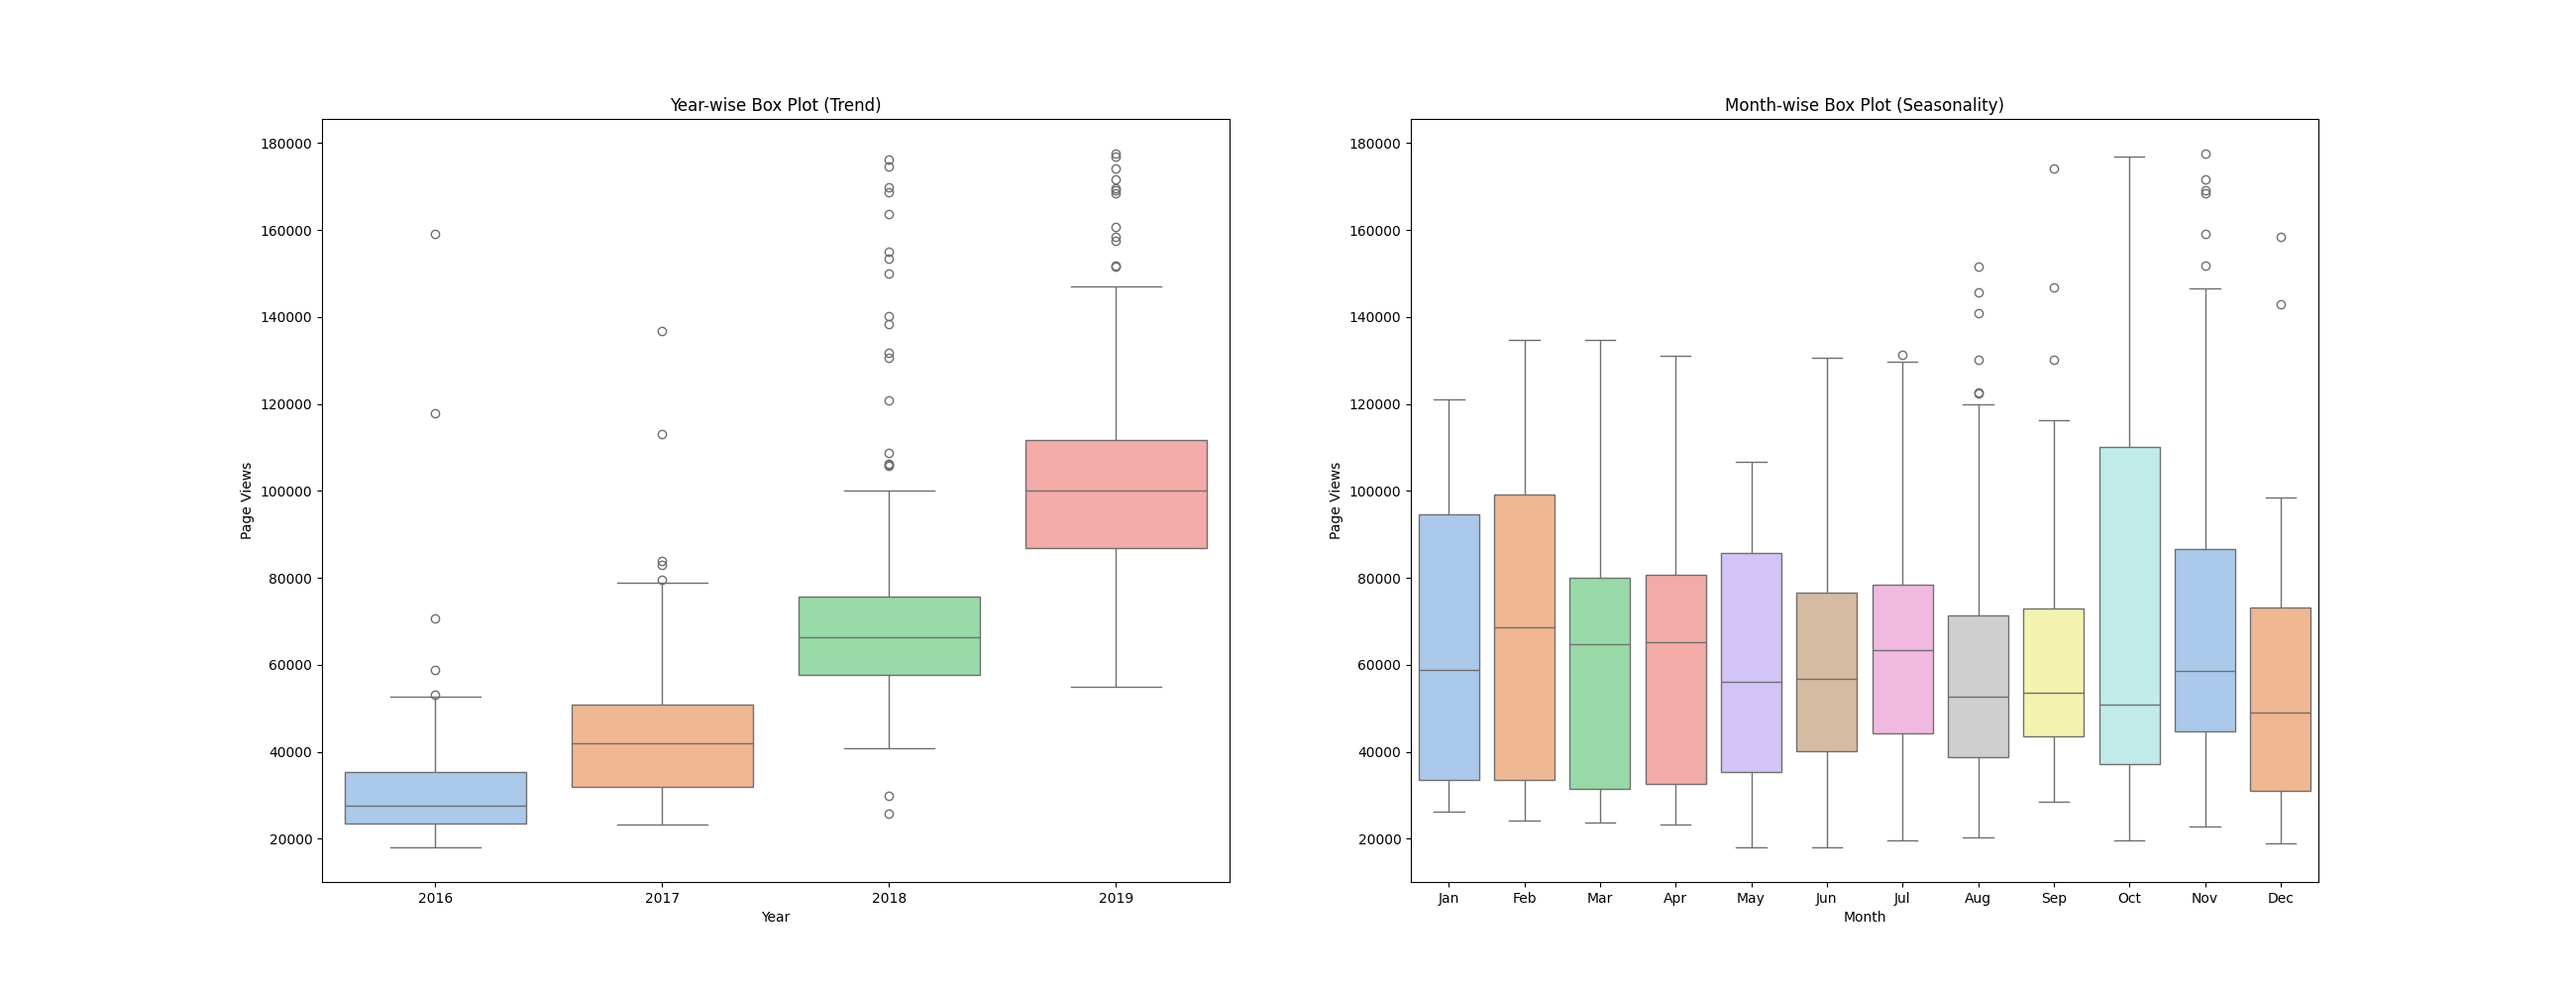 Year-wise Box Plot (Trend)
Page Views
180000
160000
140000
120000
100000
80000
60000
40000
20000
2016 2017 2018 2019
Year
Month-wise Box Plot (Seasonality)
Page Views
180000
160000
140000
120000
100000
80000
60000
40000
20000
Jan Feb Mar Apr May Jun Jul Aug Sep Oct Nov Dec
Month